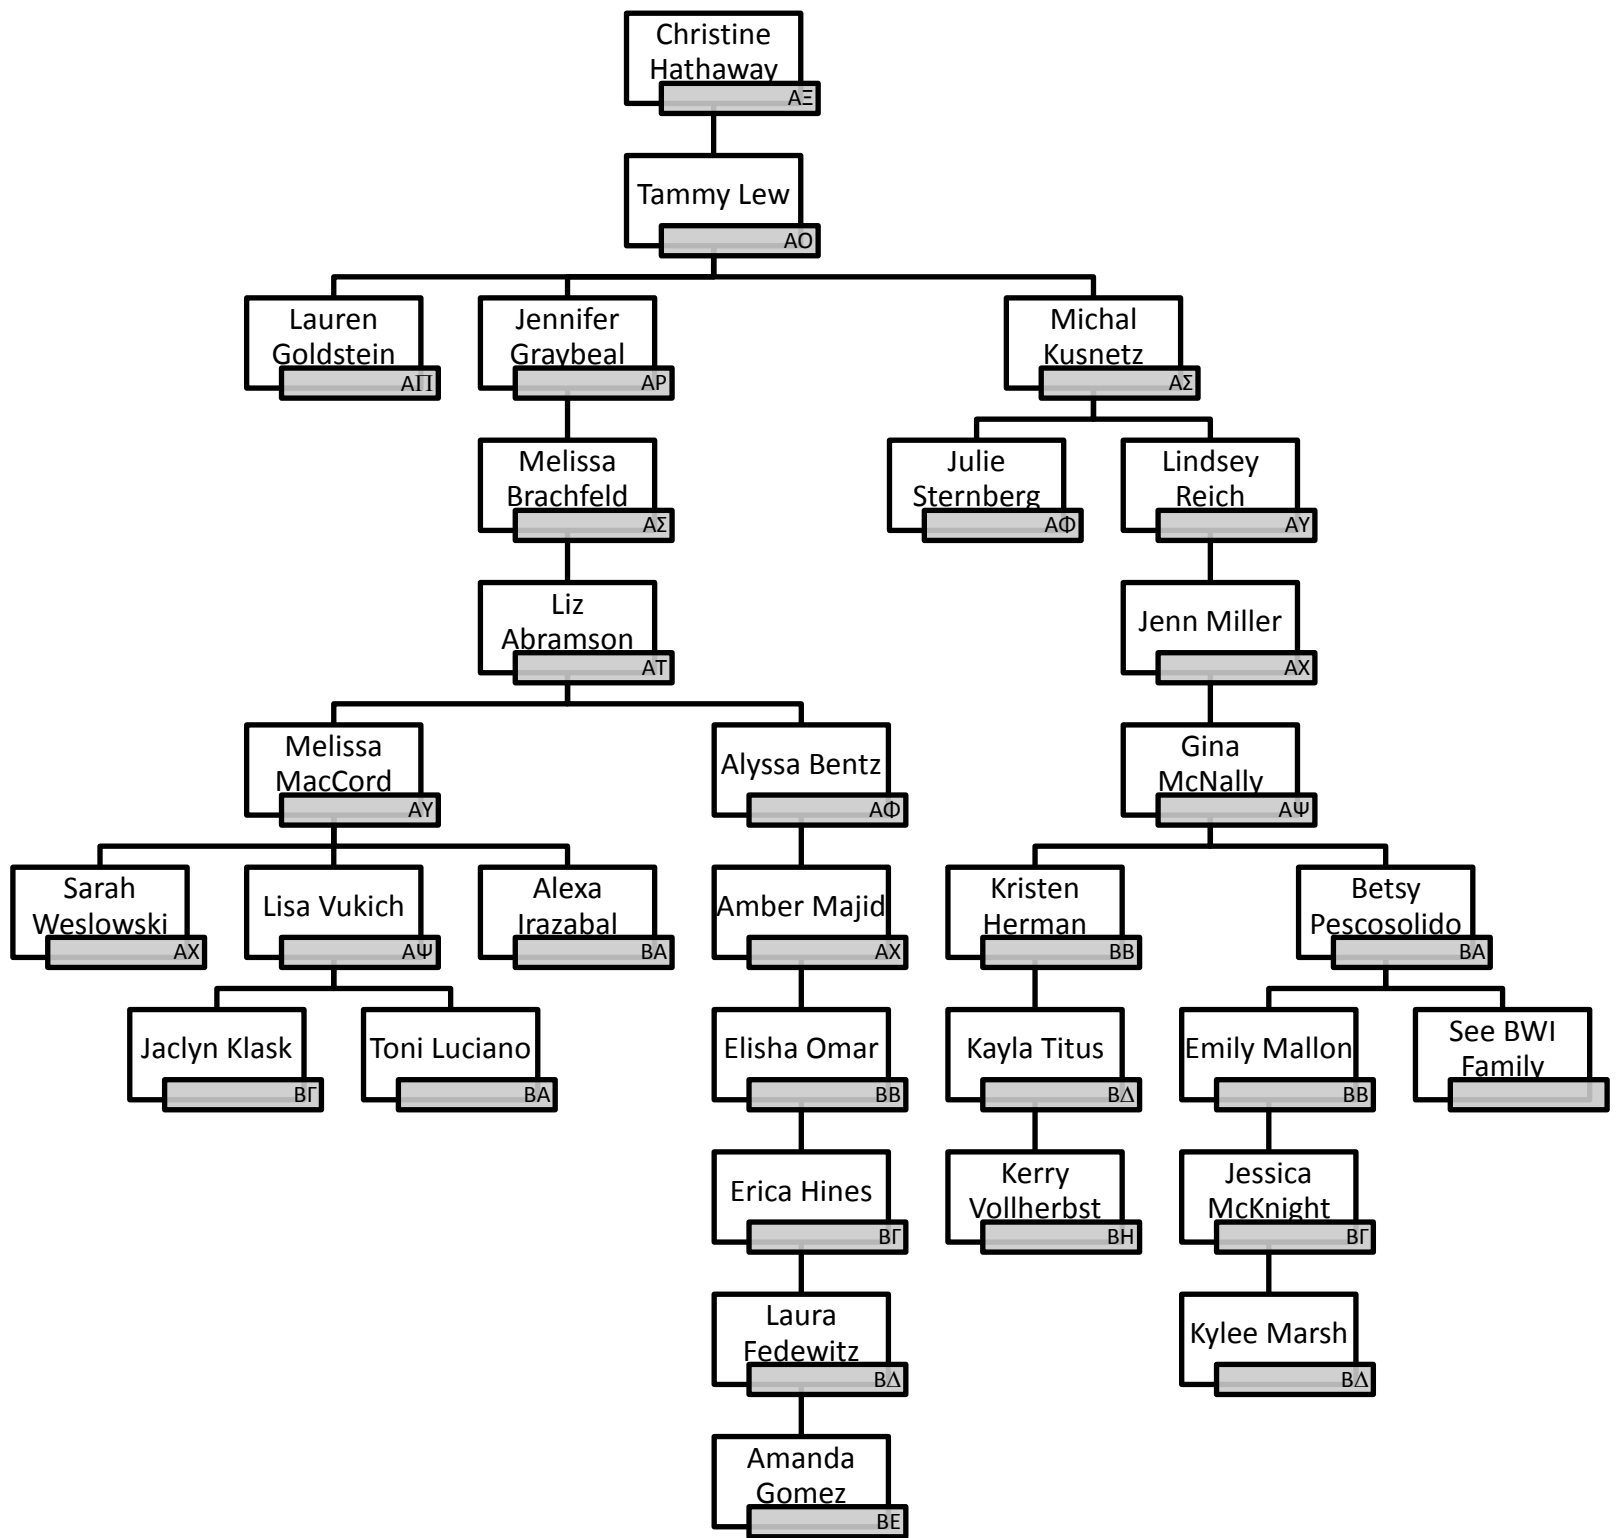 Christine
Hathaway
ΑΞ
Tammy Lew
ΑΟ
Lauren
Goldstein
ΑΠ
Jennifer
Graybeal
ΑΡ
Michal
Kusnetz
ΑΣ
Melissa
Brachfeld
ΑΣ
Julie
Sternberg
ΑΦ
Lindsey
Reich
ΑΥ
Liz
Abramson
ΑΤ
Jenn Miller
ΑΧ
Melissa
MacCord
ΑΥ
Alyssa Bentz
ΑΦ
Gina
McNally
ΑΨ
Sarah
Weslowski
ΑΧ
Lisa Vukich
ΑΨ
Alexa
Irazabal
ΒΑ
Amber Majid
ΑΧ
Kristen
Herman
ΒΒ
Betsy
Pescosolido
ΒΑ
Jaclyn Klask
ΒΓ
Toni Luciano
ΒΑ
Elisha Omar
ΒΒ
Kayla Titus
ΒΔ
Emily Mallon
ΒΒ
See BWI
Family
Erica Hines
ΒΓ
Kerry
Vollherbst
ΒΗ
Jessica
McKnight
ΒΓ
Laura
Fedewitz
ΒΔ
Kylee Marsh
ΒΔ
Amanda
Gomez
ΒΕ